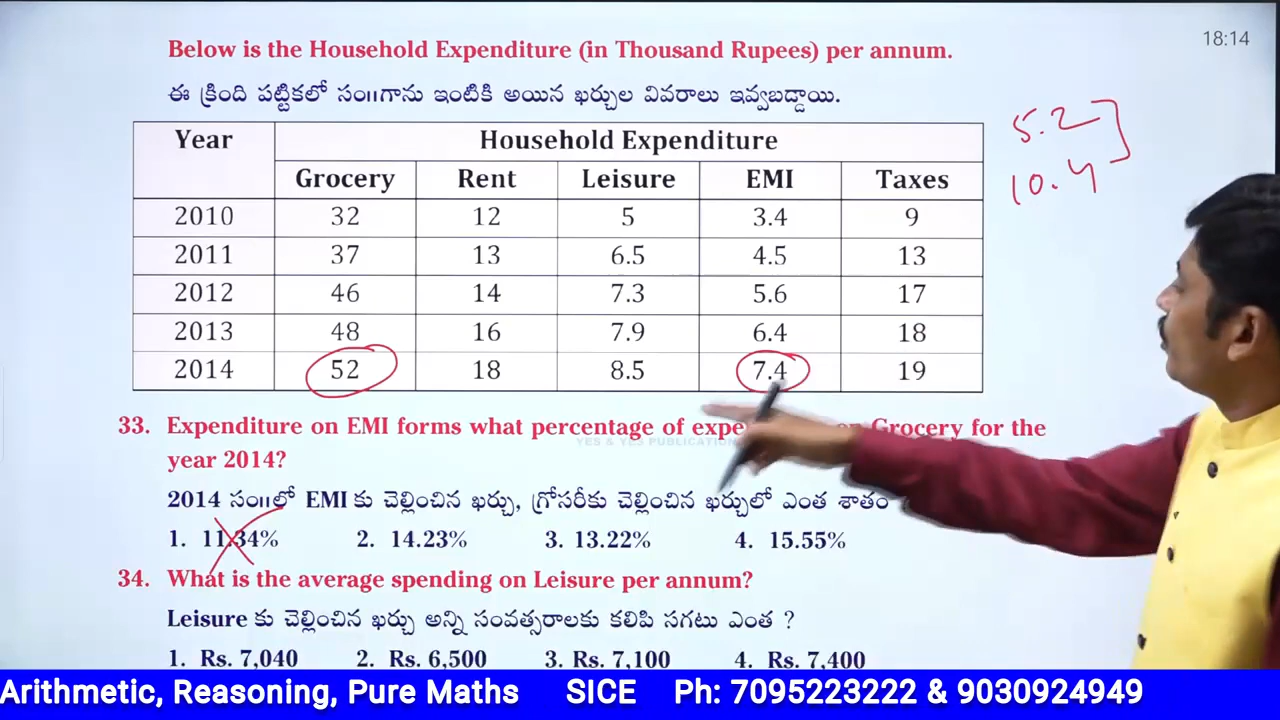 18:14
Below is the Household Expenditure (in Thousand Rupees) per annum.
ఈ క్రింది పట్టికలో సం॥గాను ఇంటికి అయిన ఖర్చుల వివరాలు ఇవ్వబడ్డాయి.
5.2
10.4
Year Household Expenditure
Grocery Rent Leisure EMI Taxes
2010 32 12 5 3.4 9
2011 37 13 6.5 4.5 13
2012 46 14 7.3 5.6 17
2013 48 16 7.9 6.4 18
2014 52 18 8.5 7.4 19
33. Expenditure on EMI forms what percentage of Grocery for the
YES & YES PUBLICATION
year 2014?
2014 సం॥లో EMI కు చెల్లించిన ఖర్చు, గ్రోసరీకు చెల్లించిన ఖర్చులో ఎంత శాతం
1. 11.34% 2. 14.23% 3. 13.22% 4. 15.55%
34. What is the average spending on Leisure per annum?
Leisure కు చెల్లించిన ఖర్చు అన్ని సంవత్సరాలకు కలిపి సగటు ఎంత ?
1. Rs. 7,040 2. Rs. 6,500 3. Rs. 7,100 4. Rs. 7,400
Arithmetic, Reasoning, Pure Maths SICE Ph: 7095223222 & 9030924949